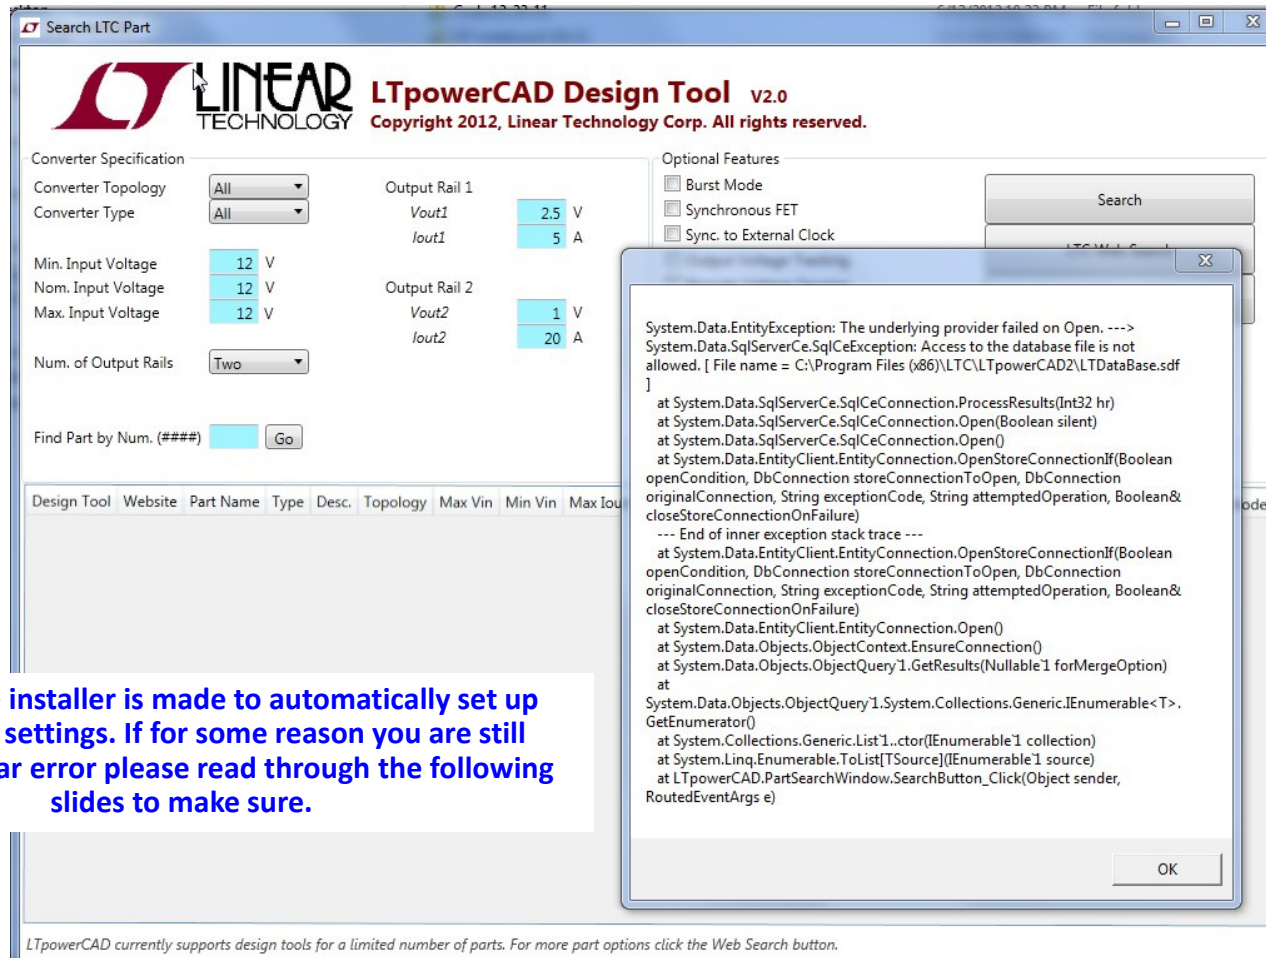 Search LTC Part
LINEAR
TECHNOLOGY
LTpowerCAD Design Tool V2.0
Copyright 2012, Linear Technology Corp. All rights reserved.
Converter Specification
Converter Topology All
Converter Type All
Min. Input Voltage 12 V
Nom. Input Voltage 12 V
Max. Input Voltage 12 V
Num. of Output Rails Two
Find Part by Num. (####) Go
Output Rail 1
Vout1 2.5 V
Iout1 5 A
Output Rail 2
Vout2 1 V
Iout2 20 A
Optional Features
Burst Mode
Synchronous FET
Sync. to External Clock
Output Voltage Tracking
Search
LTC Web Search
System.Data.EntityException: The underlying provider failed on Open. --->
System.Data.SqlServerCe.SqlCeException: Access to the database file is not
allowed. [ File name = C:\Program Files (x86)\LTC\LTpowerCAD2\LTDataBase.sdf
]
at System.Data.SqlServerCe.SqlCeConnection.ProcessResults(Int32 hr)
at System.Data.SqlServerCe.SqlCeConnection.Open(Boolean silent)
at System.Data.SqlServerCe.SqlCeConnection.Open()
at System.Data.EntityClient.EntityConnection.OpenStoreConnectionIf(Boolean
openCondition, DbConnection storeConnectionToOpen, DbConnection
originalConnection, String exceptionCode, String attemptedOperation, Boolean&
closeStoreConnectionOnFailure)
--- End of inner exception stack trace ---
at System.Data.EntityClient.EntityConnection.OpenStoreConnectionIf(Boolean
openCondition, DbConnection storeConnectionToOpen, DbConnection
originalConnection, String exceptionCode, String attemptedOperation, Boolean&
closeStoreConnectionOnFailure)
at System.Data.EntityClient.EntityConnection.Open()
at System.Data.Objects.ObjectContext.EnsureConnection()
at System.Data.Objects.ObjectQuery`1.GetResults(Nullable`1 forMergeOption)
at
System.Data.Objects.ObjectQuery`1.System.Collections.Generic.IEnumerable<T>.
GetEnumerator()
at System.Collections.Generic.List`1..ctor(IEnumerable`1 collection)
at System.Linq.Enumerable.ToList[TSource](IEnumerable`1 source)
at LTpowerCAD.PartSearchWindow.SearchButton_Click(Object sender,
RoutedEventArgs e)
OK
Design Tool Website Part Name Type Desc. Topology Max Vin Min Vin Max Iou
ode
installer is made to automatically set up
settings. If for some reason you are still
ar error please read through the following
slides to make sure.
LTpowerCAD currently supports design tools for a limited number of parts. For more part options click the Web Search button.